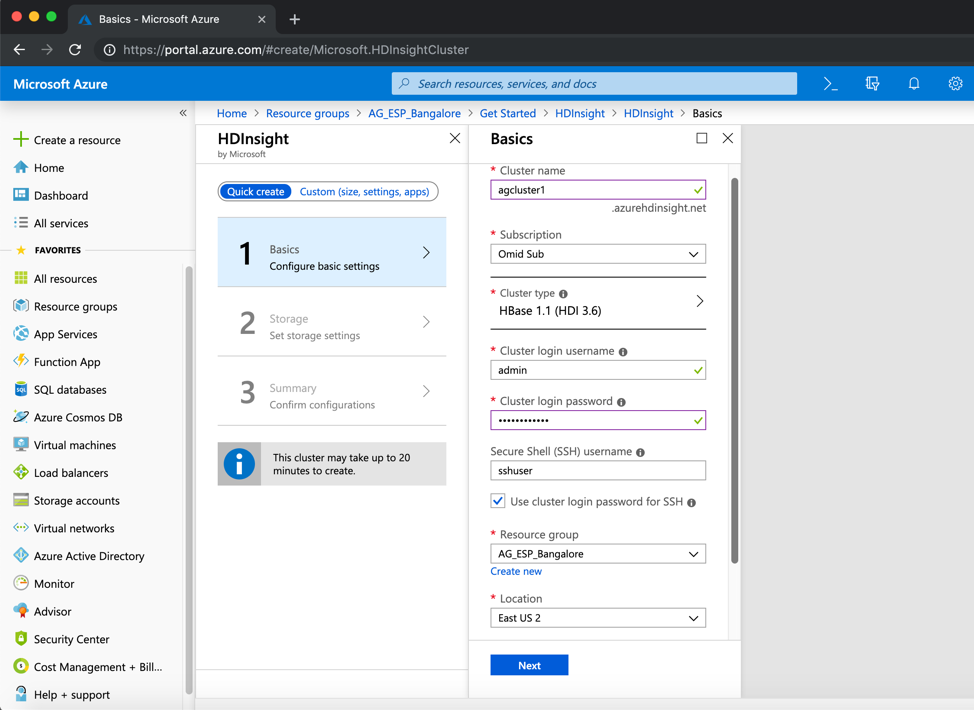 Basics - Microsoft Azure
https://portal.azure.com/#create/Microsoft.HDInsightCluster
Microsoft Azure
Search resources, services, and docs
Home > Resource groups > AG_ESP_Bangalore > Get Started > HDInsight > HDInsight > Basics
Create a resource
Home
Dashboard
All services
FAVORITES
All resources
Resource groups
App Services
Function App
SQL databases
Azure Cosmos DB
Virtual machines
Load balancers
Storage accounts
Virtual networks
Azure Active Directory
Monitor
Advisor
Security Center
Cost Management + Bill...
Help + support
HDInsight
by Microsoft
Quick create Custom (size, settings, apps)
1 Basics
Configure basic settings
2 Storage
Set storage settings
3 Summary
Confirm configurations
This cluster may take up to 20
minutes to create.
Basics
* Cluster name
agcluster1
.azurehdinsight.net
* Subscription
Omid Sub
* Cluster type
HBase 1.1 (HDI 3.6)
* Cluster login username
admin
* Cluster login password
••••••••••••
Secure Shell (SSH) username
sshuser
Use cluster login password for SSH
* Resource group
AG_ESP_Bangalore
Create new
* Location
East US 2
Next